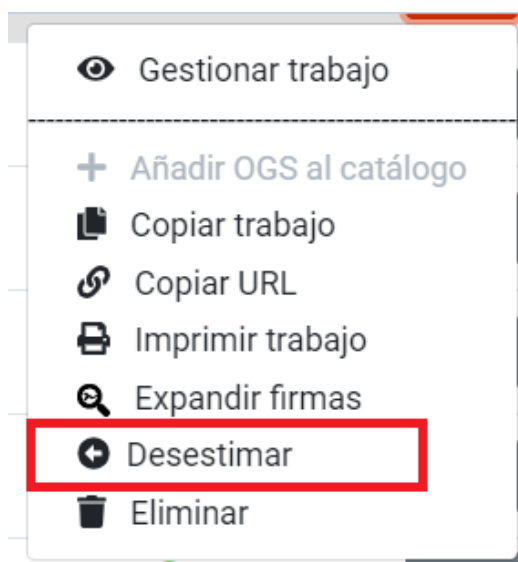 Gestionar trabajo
Añadir OGS al catálogo
Copiar trabajo
Copiar URL
Imprimir trabajo
Expandir firmas
Desestimar
Eliminar